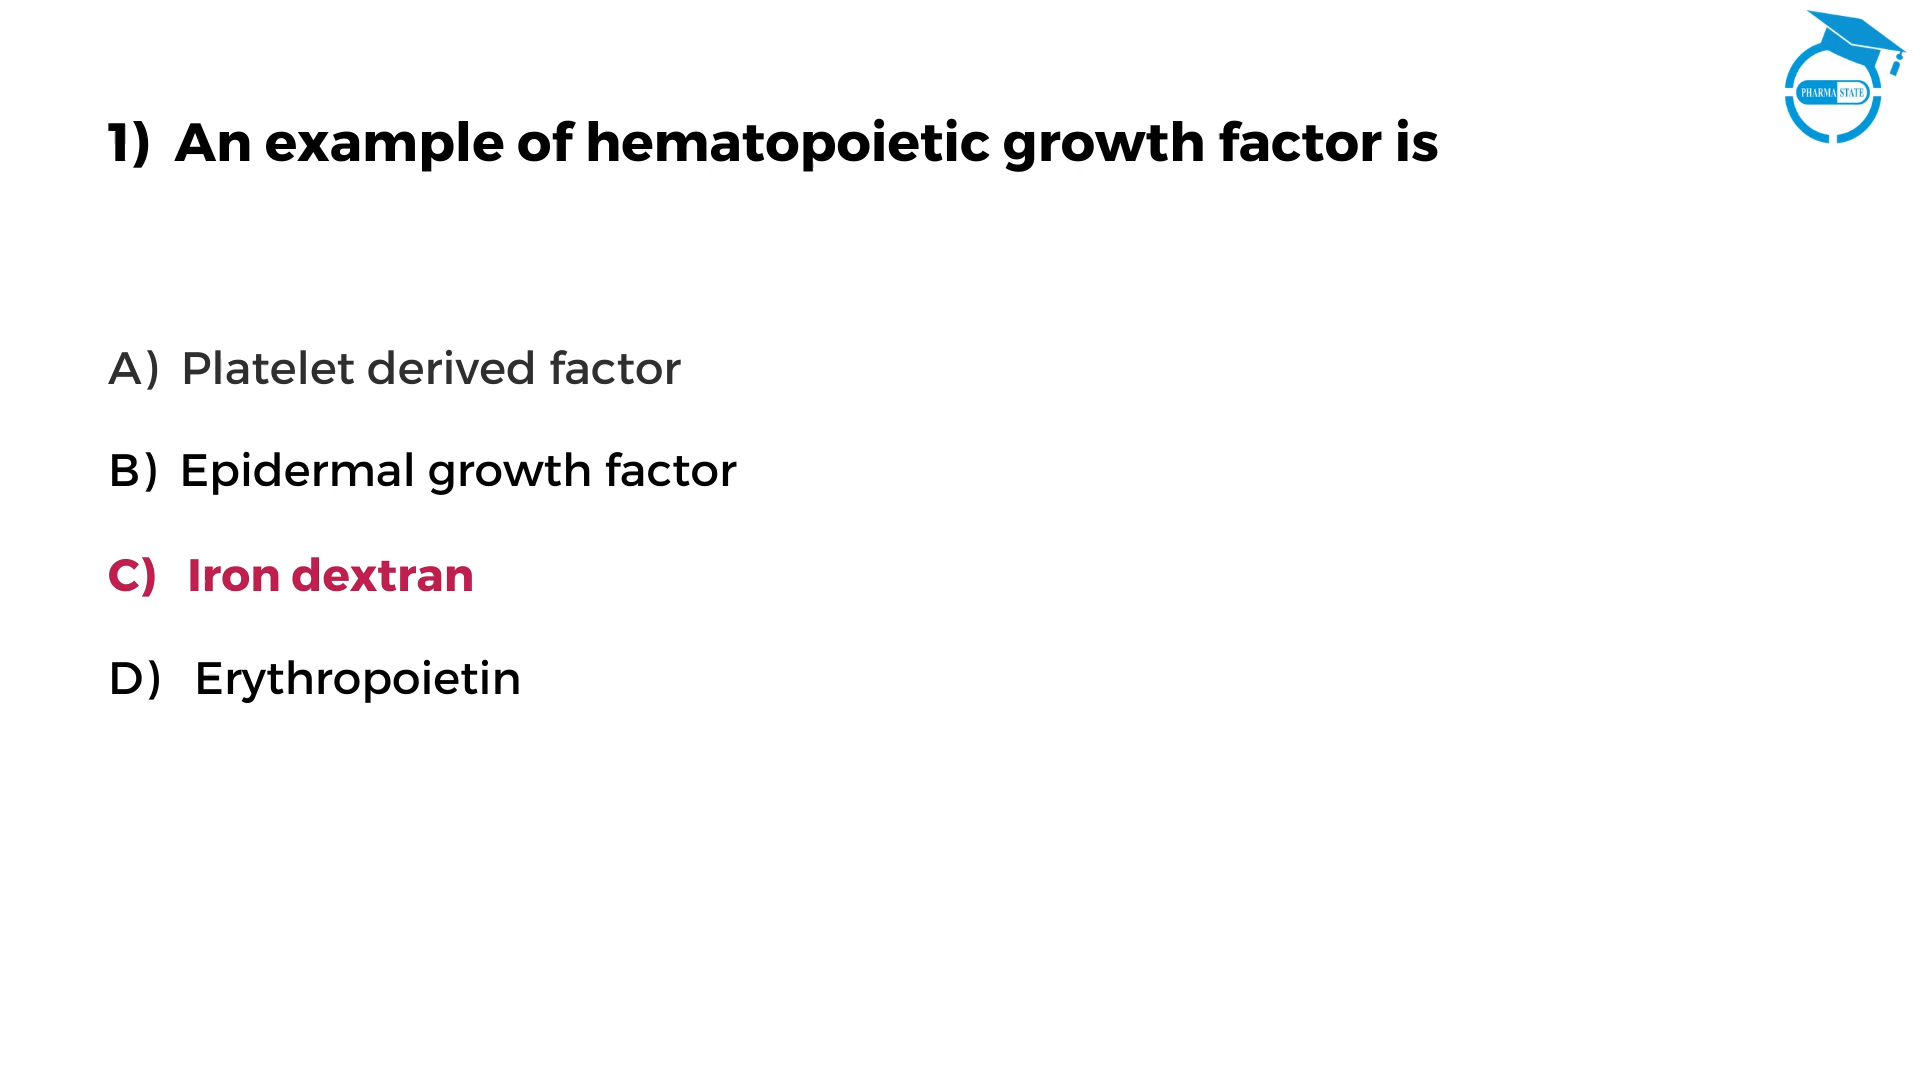 PHARMA STATE
1) An example of hematopoietic growth factor is
A) Platelet derived factor
B) Epidermal growth factor
C) Iron dextran
D) Erythropoietin